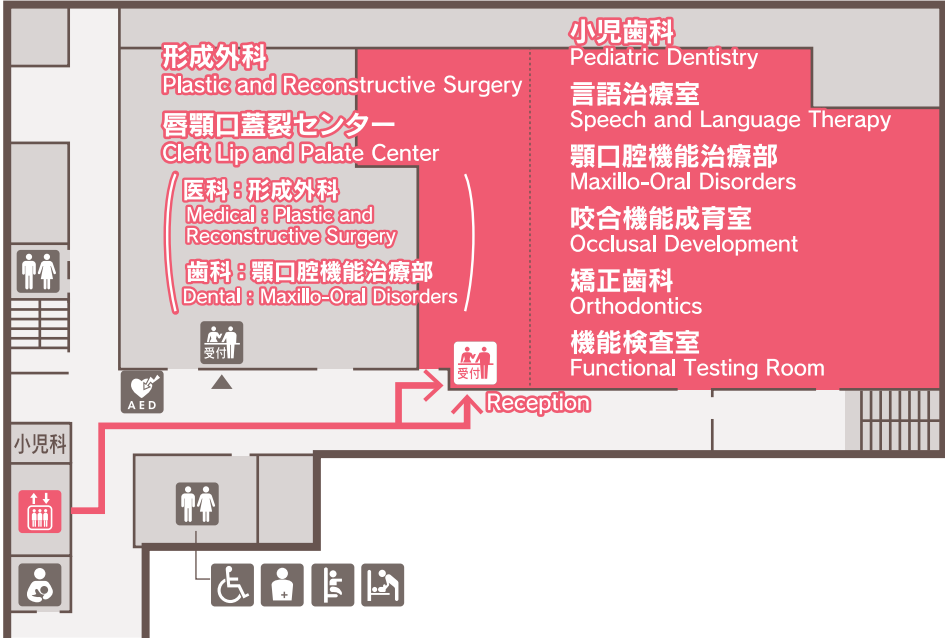 形成外科
Plastic and Reconstructive Surgery
唇顎口蓋裂センター
Cleft Lip and Palate Center
医科：形成外科
Medical : Plastic and
Reconstructive Surgery
歯科：顎口腔機能治療部
Dental : Maxillo-Oral Disorders
小児歯科
Pediatric Dentistry
言語治療室
Speech and Language Therapy
顎口腔機能治療部
Maxillo-Oral Disorders
咬合機能成育室
Occlusal Development
矯正歯科
Orthodontics
機能検査室
Functional Testing Room
受付
受付
Reception
AED
小児科